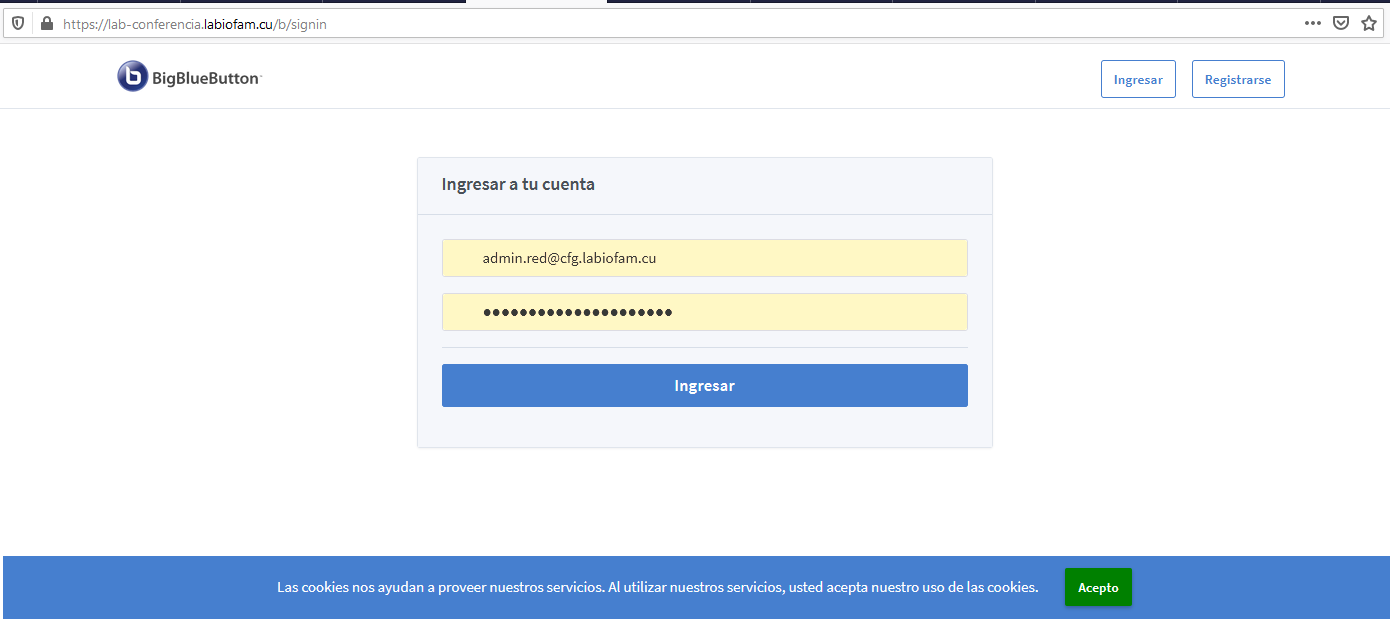 https://lab-conferencia.labiofam.cu/b/signin
BigBlueButton
Ingresar
Registrarse
Ingresar a tu cuenta
admin.red@cfg.labiofam.cu
●●●●●●●●●●●●●●●●●●●●●
Ingresar
Las cookies nos ayudan a proveer nuestros servicios. Al utilizar nuestros servicios, usted acepta nuestro uso de las cookies.
Acepto